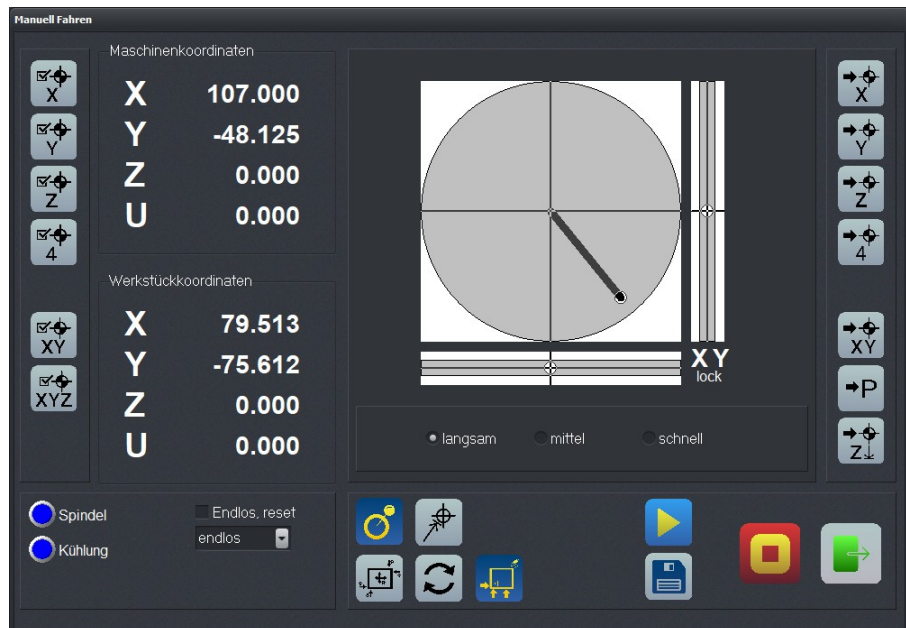 Manuell Fahren
X
Y
Z
4
XY
XYZ
Maschinenkoordinaten
X 107.000
Y -48.125
Z 0.000
U 0.000
Werkstückkoordinaten
X 79.513
Y -75.612
Z 0.000
U 0.000
X Y
lock
langsam mittel schnell
X
Y
Z
4
XY
P
Z
Spindel
Kühlung
Endlos, reset
endlos